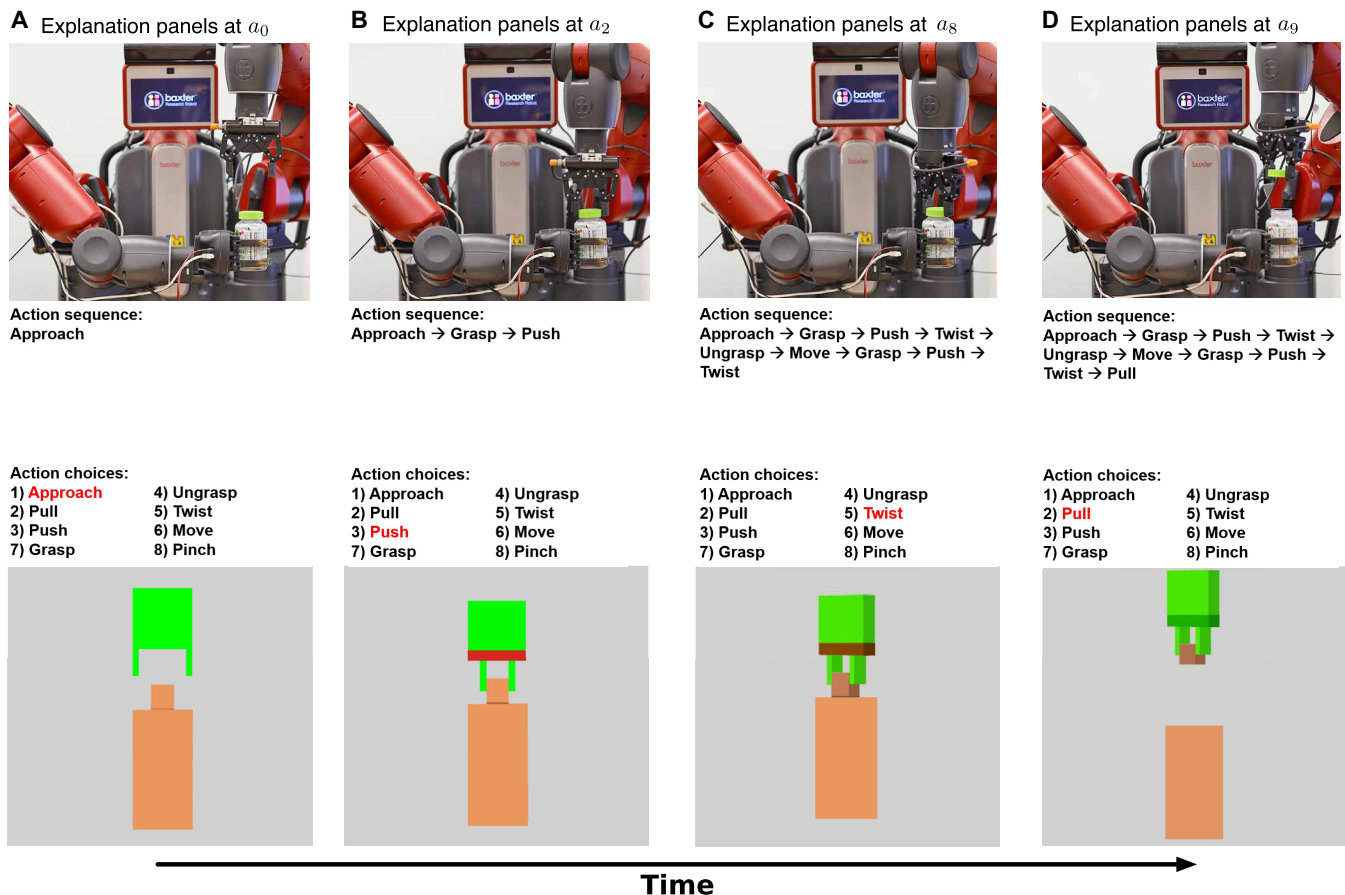 A Explanation panels at a0
baxter
Research Robot
baxter
Action sequence:
Approach
Action choices:
1) Approach 4) Ungrasp
2) Pull 5) Twist
3) Push 6) Move
7) Grasp 8) Pinch
B Explanation panels at a2
baxter
Research Robot
baxter
Action sequence:
Approach → Grasp → Push
Action choices:
1) Approach 4) Ungrasp
2) Pull 5) Twist
3) Push 6) Move
7) Grasp 8) Pinch
C Explanation panels at a8
baxter
Research Robot
baxter
Action sequence:
Approach → Grasp → Push → Twist →
Ungrasp → Move → Grasp → Push →
Twist
Action choices:
1) Approach 4) Ungrasp
2) Pull 5) Twist
3) Push 6) Move
7) Grasp 8) Pinch
D Explanation panels at a9
baxter
Research Robot
baxter
Action sequence:
Approach → Grasp → Push → Twist →
Ungrasp → Move → Grasp → Push →
Twist → Pull
Action choices:
1) Approach 4) Ungrasp
2) Pull 5) Twist
3) Push 6) Move
7) Grasp 8) Pinch
Time